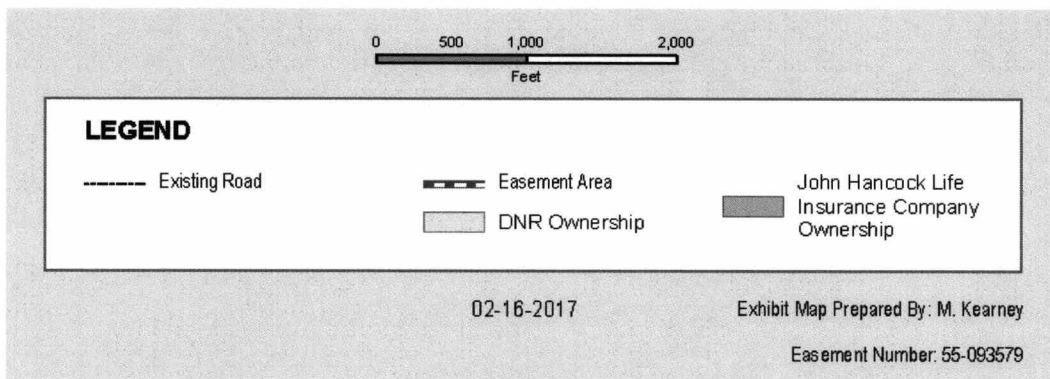 0 500 1,000 2,000
Feet
LEGEND
Existing Road
Easement Area
DNR Ownership
John Hancock Life
Insurance Company
Ownership
02-16-2017
Exhibit Map Prepared By: M. Kearney
Easement Number: 55-093579